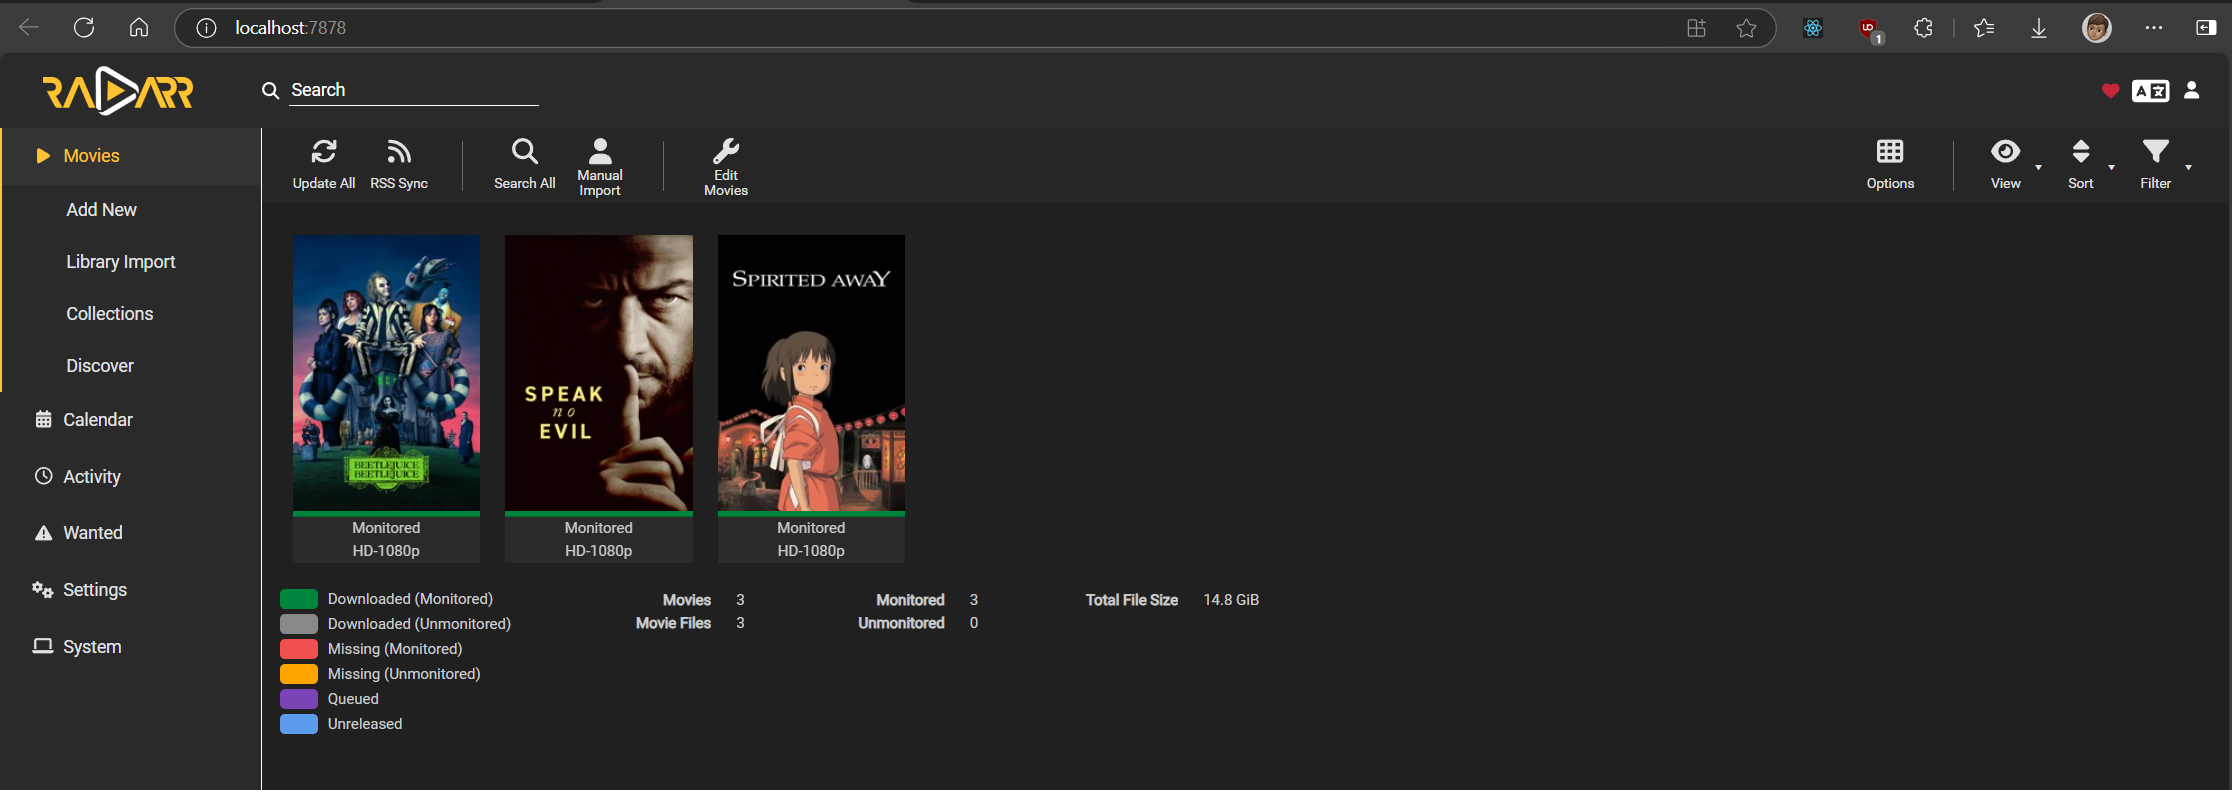 localhost:7878
1
RADARR
Search
Movies
Add New
Library Import
Collections
Discover
Calendar
Activity
Wanted
Settings
System
Update All
RSS Sync
Search All
Manual
Import
Edit
Movies
Options
View
Sort
Filter
BEETLEJUICE
BEETLEJUICE
Monitored
HD-1080p
SPEAK
no
EVIL
Monitored
HD-1080p
SPIRITED AWAY
Monitored
HD-1080p
Downloaded (Monitored)
Downloaded (Unmonitored)
Missing (Monitored)
Missing (Unmonitored)
Queued
Unreleased
Movies 3
Movie Files 3
Monitored 3
Unmonitored 0
Total File Size 14.8 GiB